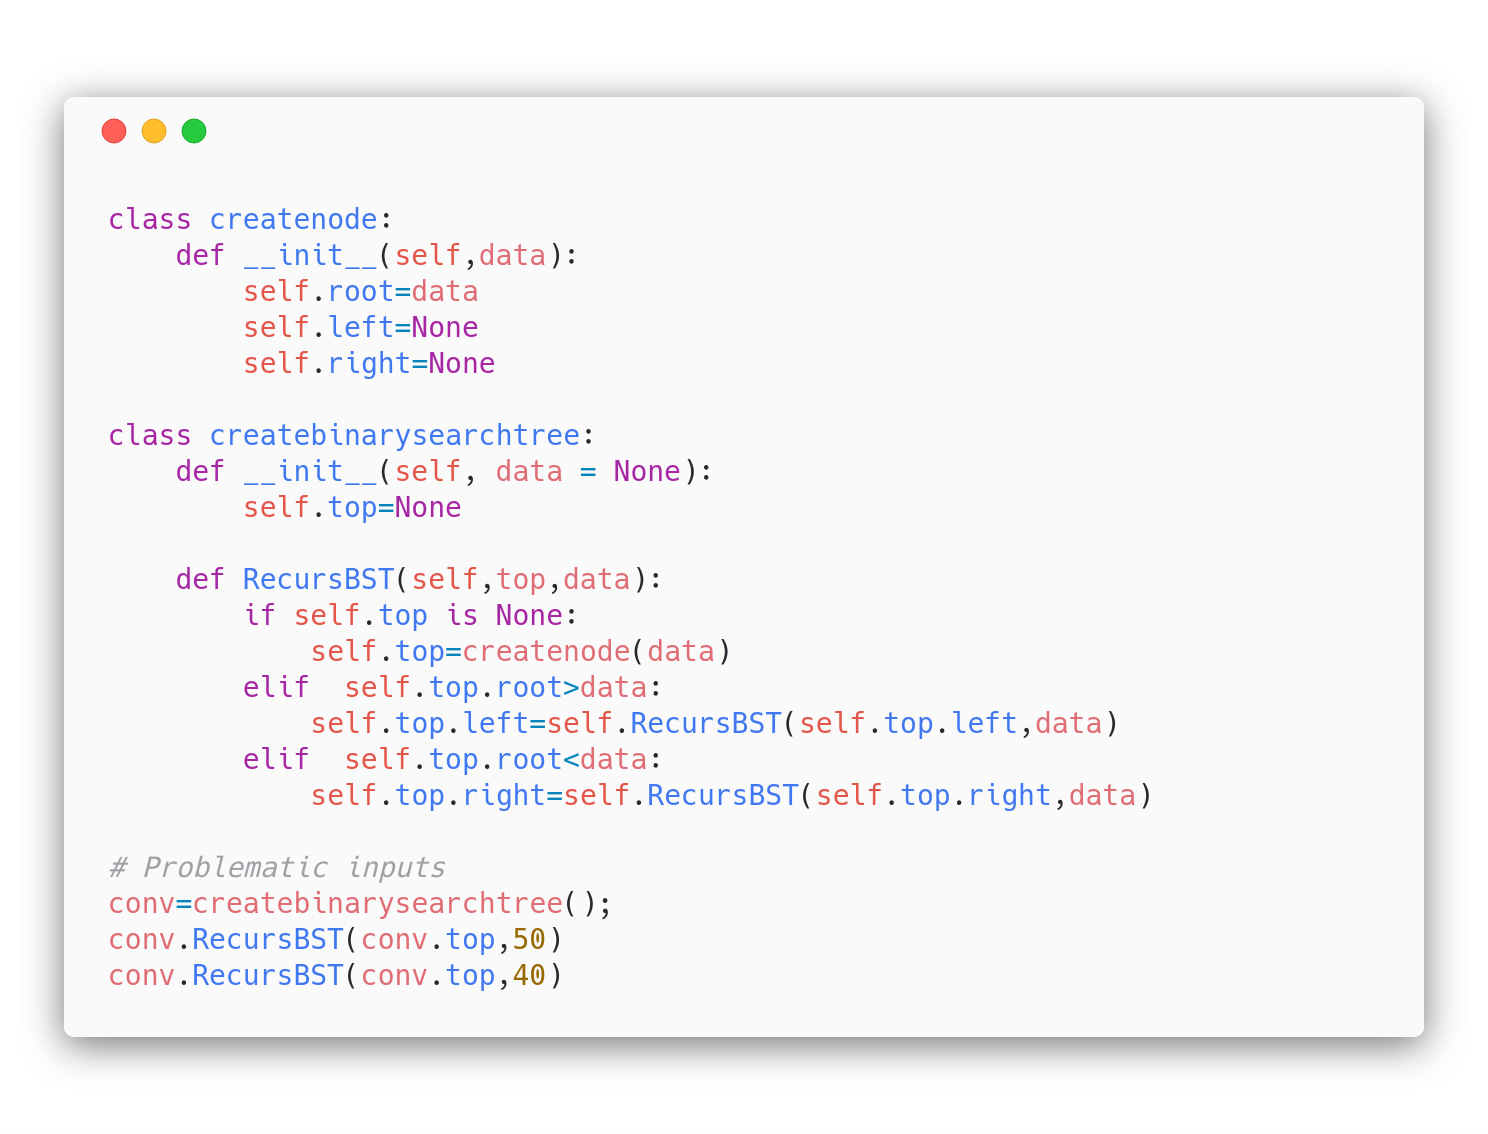 class createnode:
    def __init__(self,data):
        self.root=data
        self.left=None
        self.right=None

class createbinarysearchtree:
    def __init__(self, data = None):
        self.top=None

    def RecursBST(self,top,data):
        if self.top is None:
            self.top=createnode(data)
        elif  self.top.root>data:
            self.top.left=self.RecursBST(self.top.left,data)
        elif  self.top.root<data:
            self.top.right=self.RecursBST(self.top.right,data)

# Problematic inputs
conv=createbinarysearchtree();
conv.RecursBST(conv.top,50)
conv.RecursBST(conv.top,40)